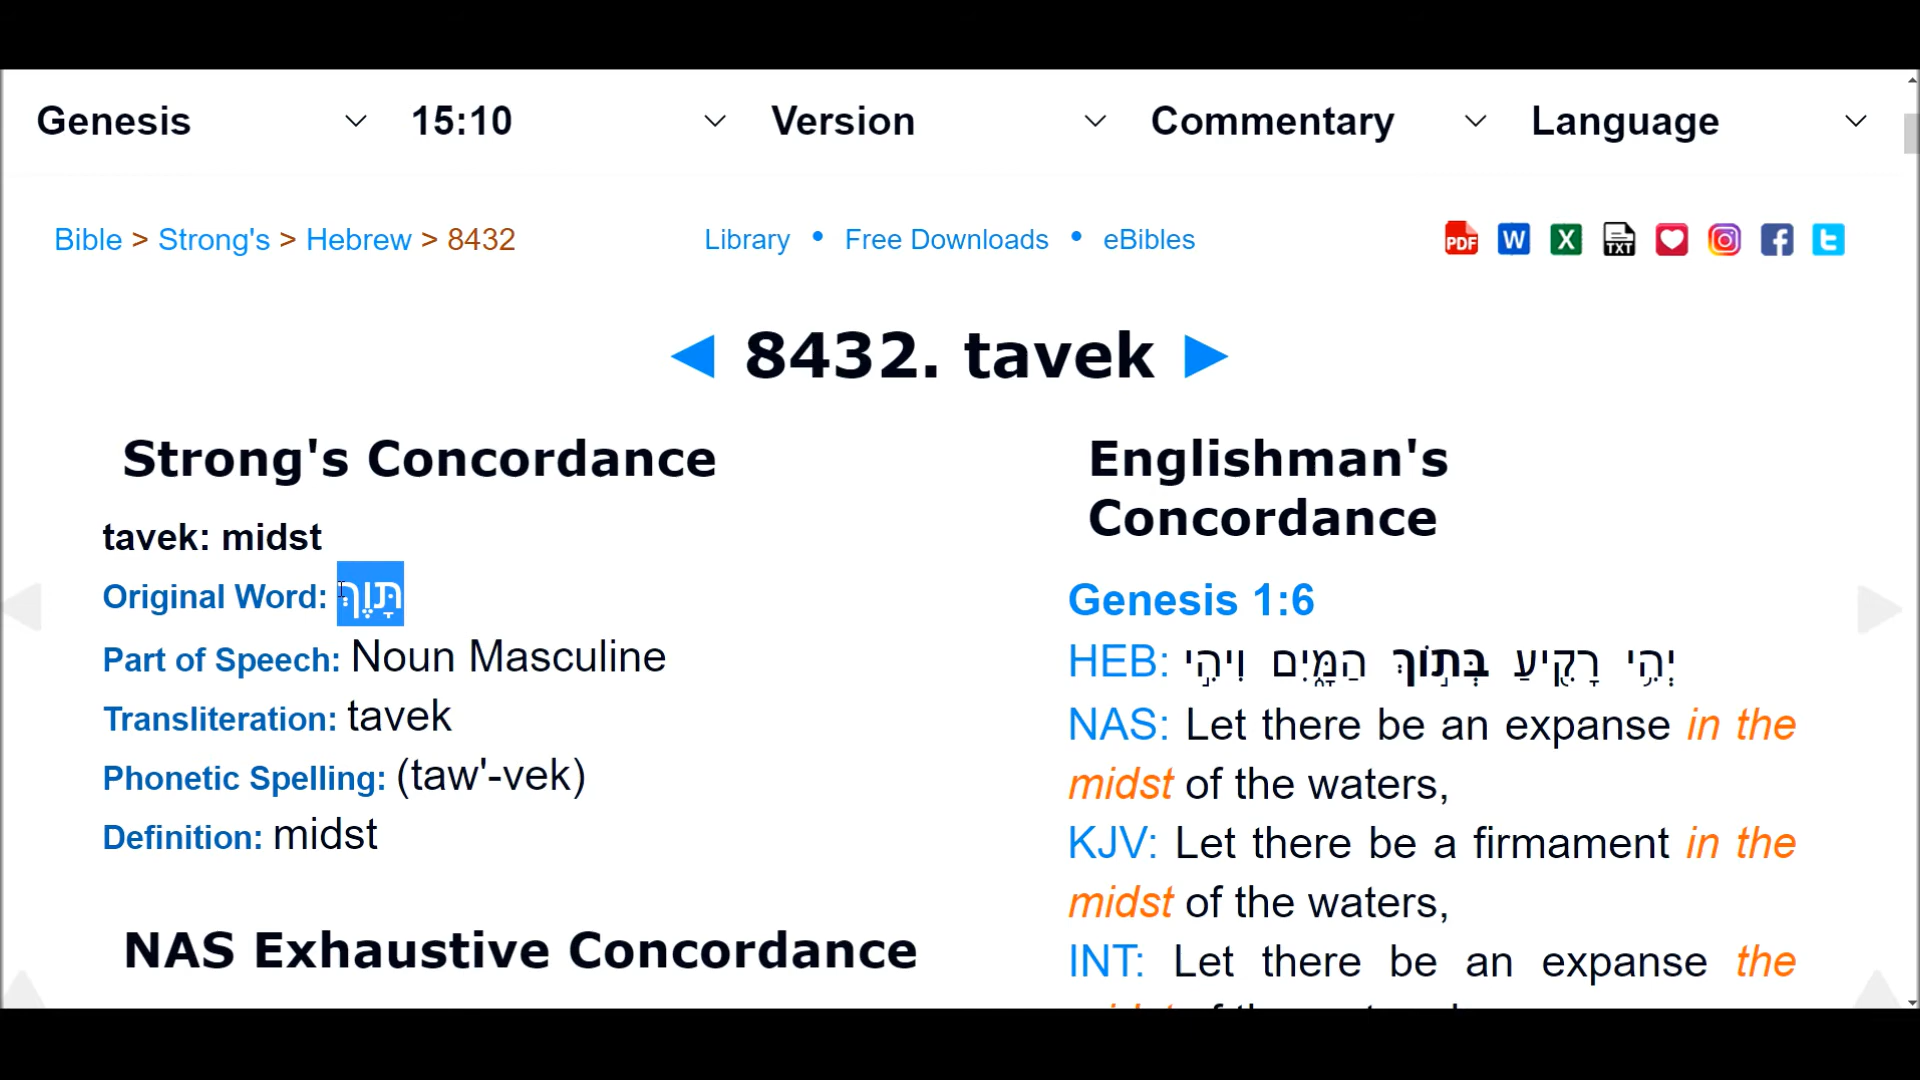 Genesis 15:10 Version Commentary Language
Bible > Strong's > Hebrew > 8432 Library • Free Downloads • eBibles
PDF W X TXT f t
◄ 8432. tavek ►
Strong's Concordance
tavek: midst
Original Word: תָּוֶךְ
Part of Speech: Noun Masculine
Transliteration: tavek
Phonetic Spelling: (taw'-vek)
Definition: midst
NAS Exhaustive Concordance
Englishman's
Concordance
Genesis 1:6
HEB: יְהִ֥י רָקִ֖יעַ בְּת֣וֹךְ הַמָּ֑יִם וִיהִ֣י
NAS: Let there be an expanse in the
midst of the waters,
KJV: Let there be a firmament in the
midst of the waters,
INT: Let there be an expanse the